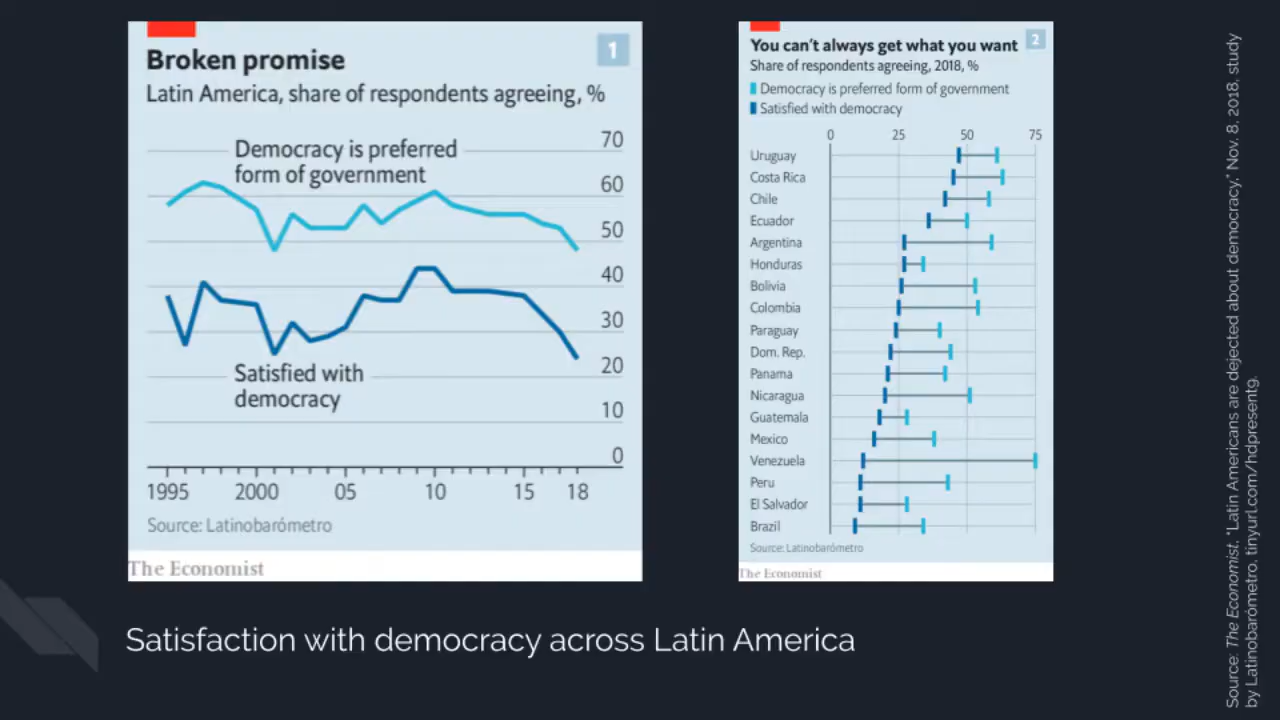 Broken promise
1
Latin America, share of respondents agreeing, %
70
Democracy is preferred
form of government
60
50
40
30
20
Satisfied with
democracy
10
0
1995 2000 05 10 15 18
Source: Latinobarómetro
The Economist
You can't always get what you want
2
Share of respondents agreeing, 2018, %
Democracy is preferred form of government
Satisfied with democracy
0 25 50 75
Uruguay
Costa Rica
Chile
Ecuador
Argentina
Honduras
Bolivia
Colombia
Paraguay
Dom. Rep.
Panama
Nicaragua
Guatemala
Mexico
Venezuela
Peru
El Salvador
Brazil
Source: Latinobarómetro
The Economist
Satisfaction with democracy across Latin America
Source: The Economist, "Latin Americans are dejected about democracy," Nov. 8, 2018, study
by Latinobarómetro, tinyurl.com/hdpresent9.